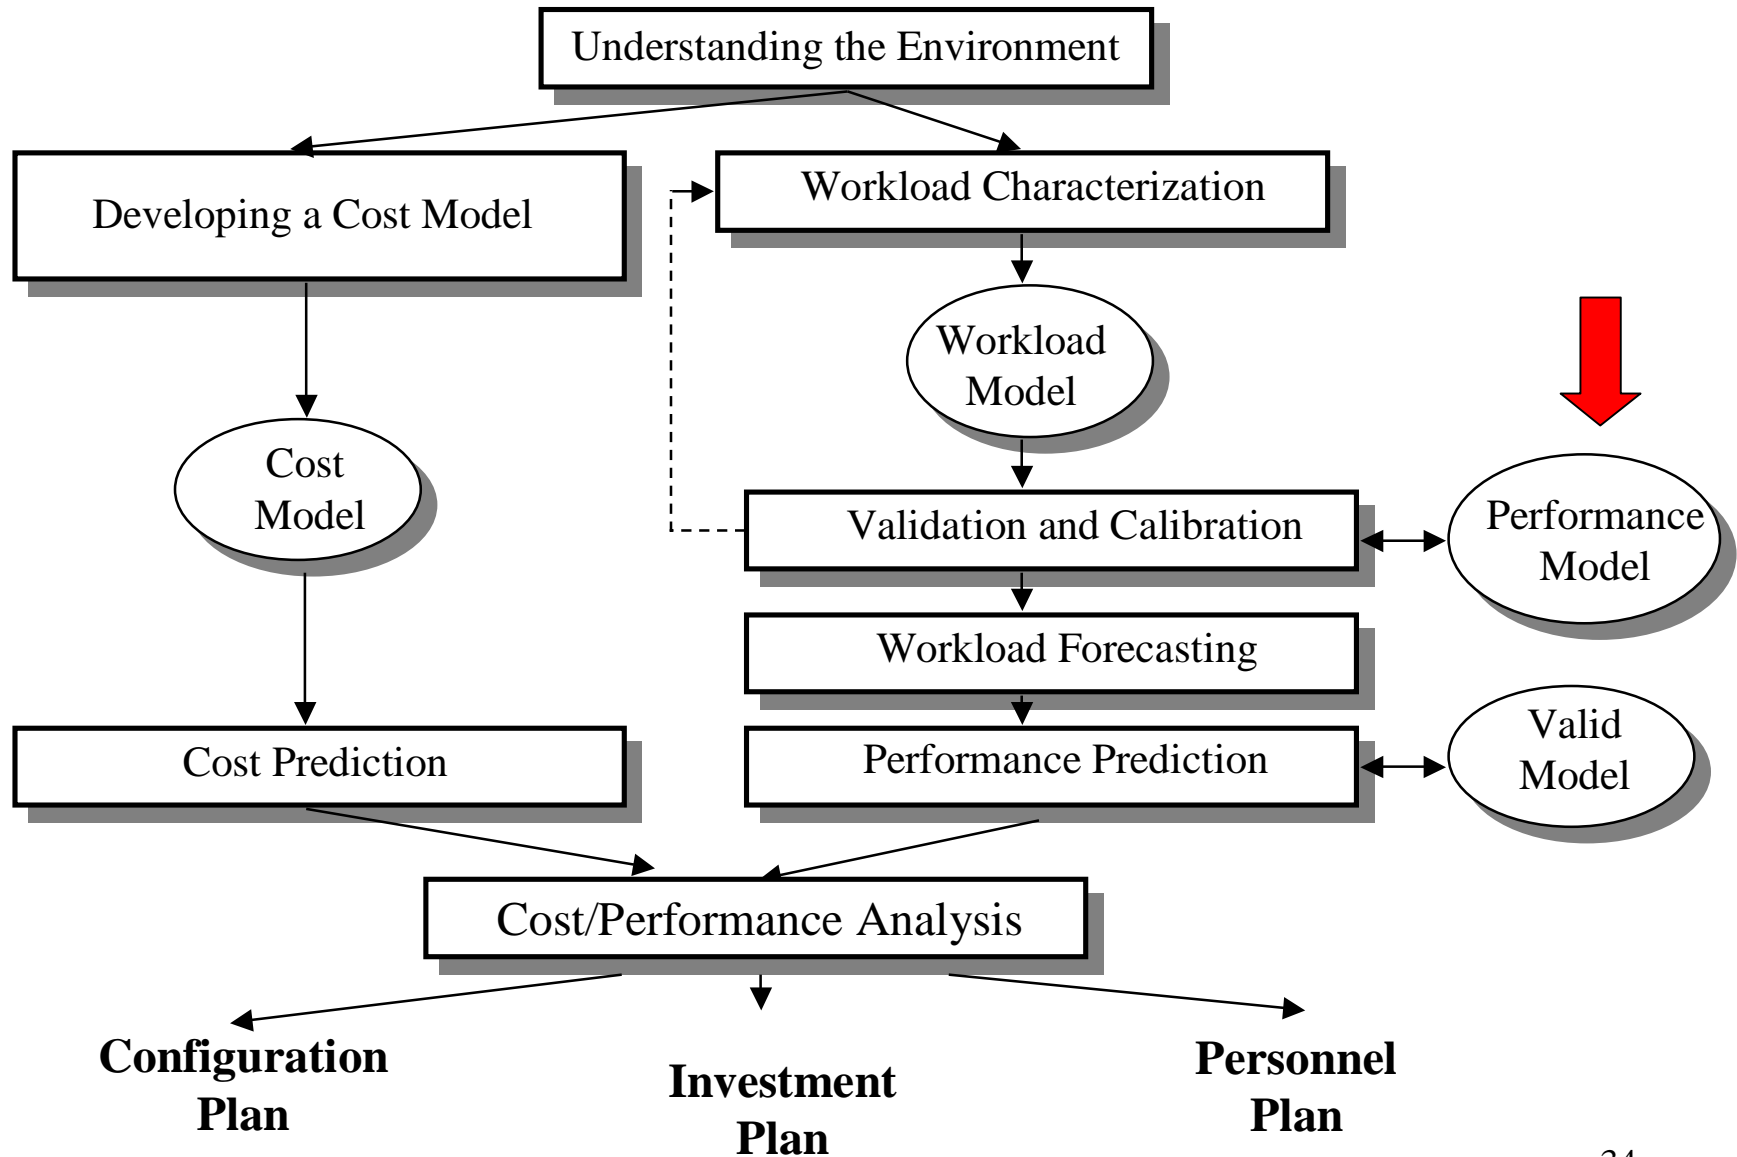 Understanding the Environment
Developing a Cost Model
Workload Characterization
Workload
Model
Cost
Model
Validation and Calibration
Performance
Model
Workload Forecasting
Cost Prediction
Performance Prediction
Valid
Model
Cost/Performance Analysis
Configuration
Plan
Investment
Plan
Personnel
Plan